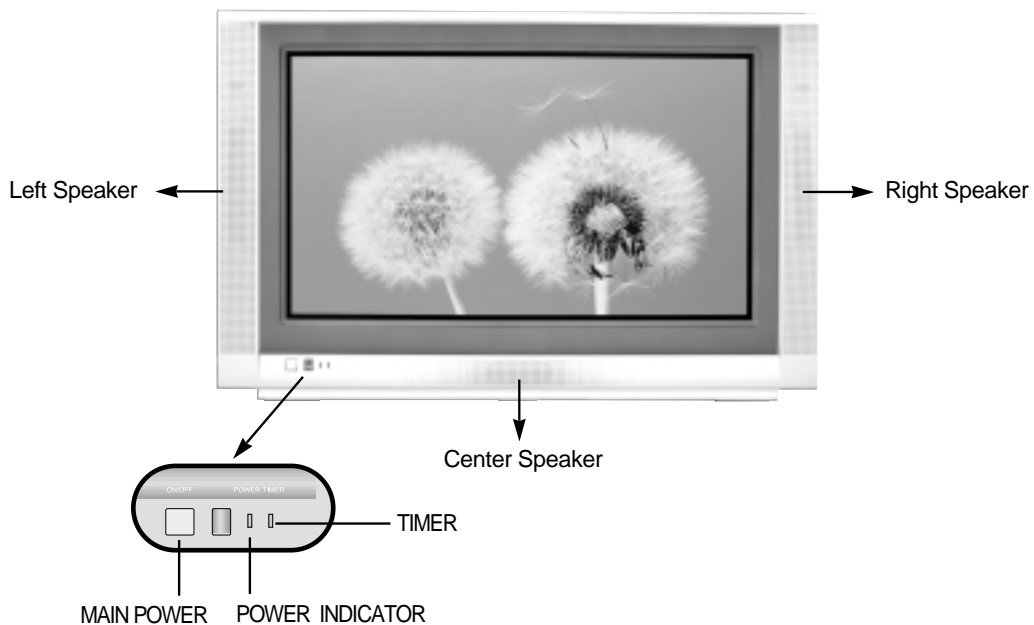 Left Speaker
Right Speaker
Center Speaker
ON/OFF POWER TIMER
TIMER
MAIN POWER POWER INDICATOR